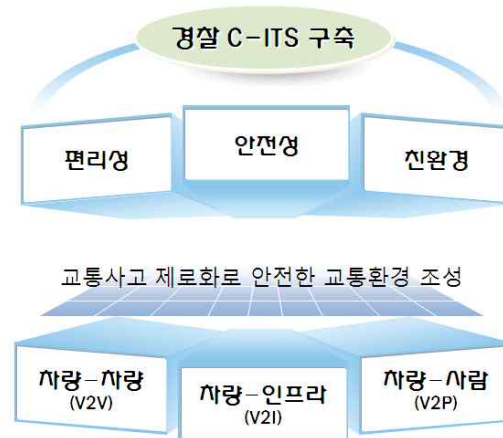 경찰 C-ITS 구축
편리성
안전성
친환경
교통사고 제로화로 안전한 교통환경 조성
차량-차량
(V2V)
차량-인프라
(V2I)
차량-사람
(V2P)